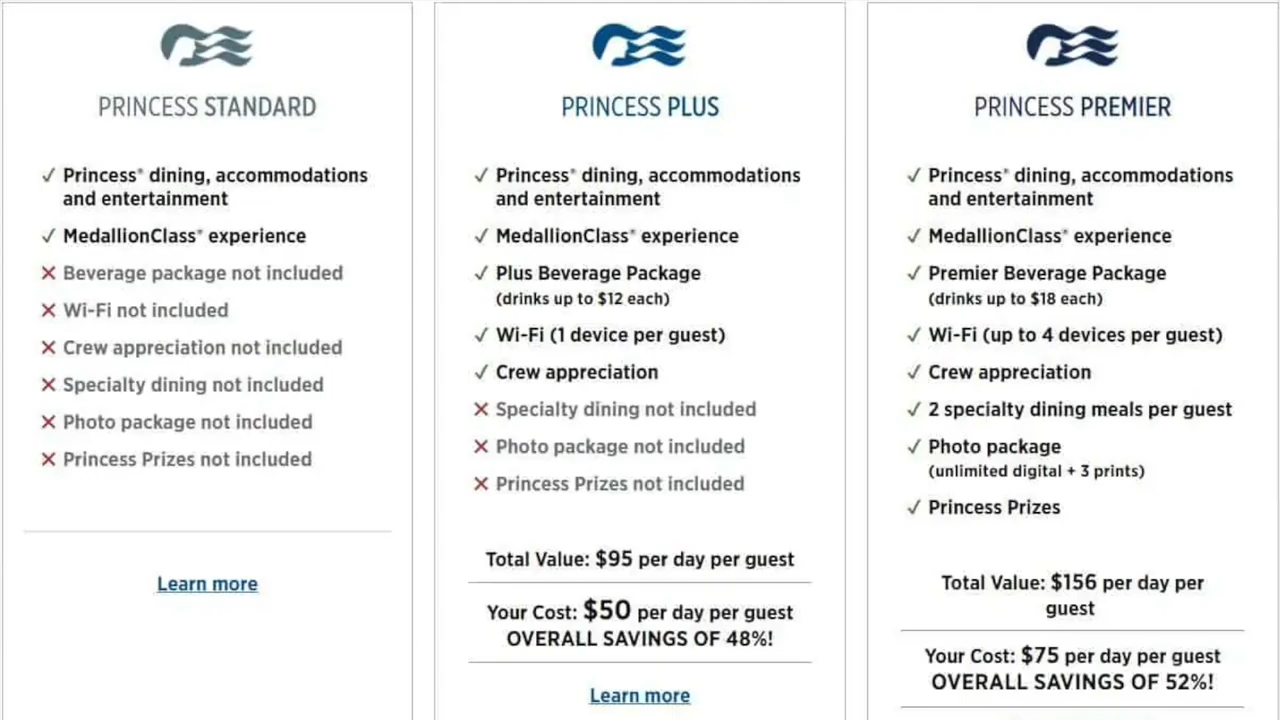 PRINCESS STANDARD
✓ Princess® dining, accommodations
and entertainment
✓ MedallionClass® experience
✕ Beverage package not included
✕ Wi-Fi not included
✕ Crew appreciation not included
✕ Specialty dining not included
✕ Photo package not included
✕ Princess Prizes not included
Learn more
PRINCESS PLUS
✓ Princess® dining, accommodations
and entertainment
✓ MedallionClass® experience
✓ Plus Beverage Package
(drinks up to $12 each)
✓ Wi-Fi (1 device per guest)
✓ Crew appreciation
✕ Specialty dining not included
✕ Photo package not included
✕ Princess Prizes not included
Total Value: $95 per day per guest
Your Cost: $50 per day per guest
OVERALL SAVINGS OF 48%!
Learn more
PRINCESS PREMIER
✓ Princess® dining, accommodations
and entertainment
✓ MedallionClass® experience
✓ Premier Beverage Package
(drinks up to $18 each)
✓ Wi-Fi (up to 4 devices per guest)
✓ Crew appreciation
✓ 2 specialty dining meals per guest
✓ Photo package
(unlimited digital + 3 prints)
✓ Princess Prizes
Total Value: $156 per day per
guest
Your Cost: $75 per day per guest
OVERALL SAVINGS OF 52%!